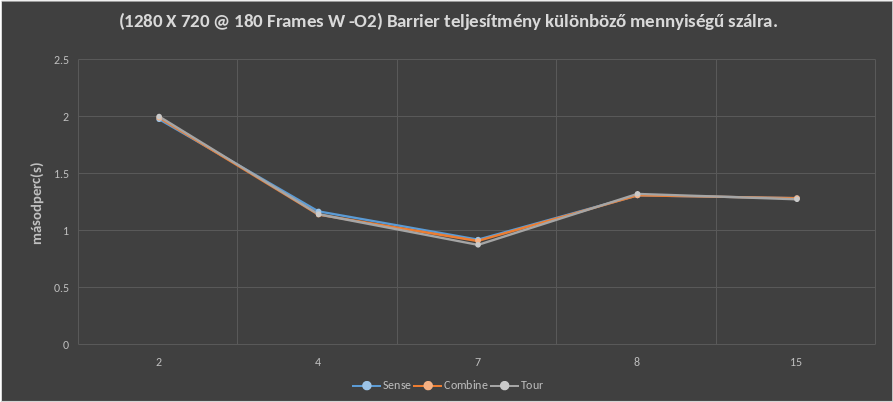 (1280 X 720 @ 180 Frames W -O2) Barrier teljesítmény különböző mennyiségű szálra.
2.5
2
1.5
1
0.5
0
másodperc(s)
2 4 7 8 15
Sense Combine Tour